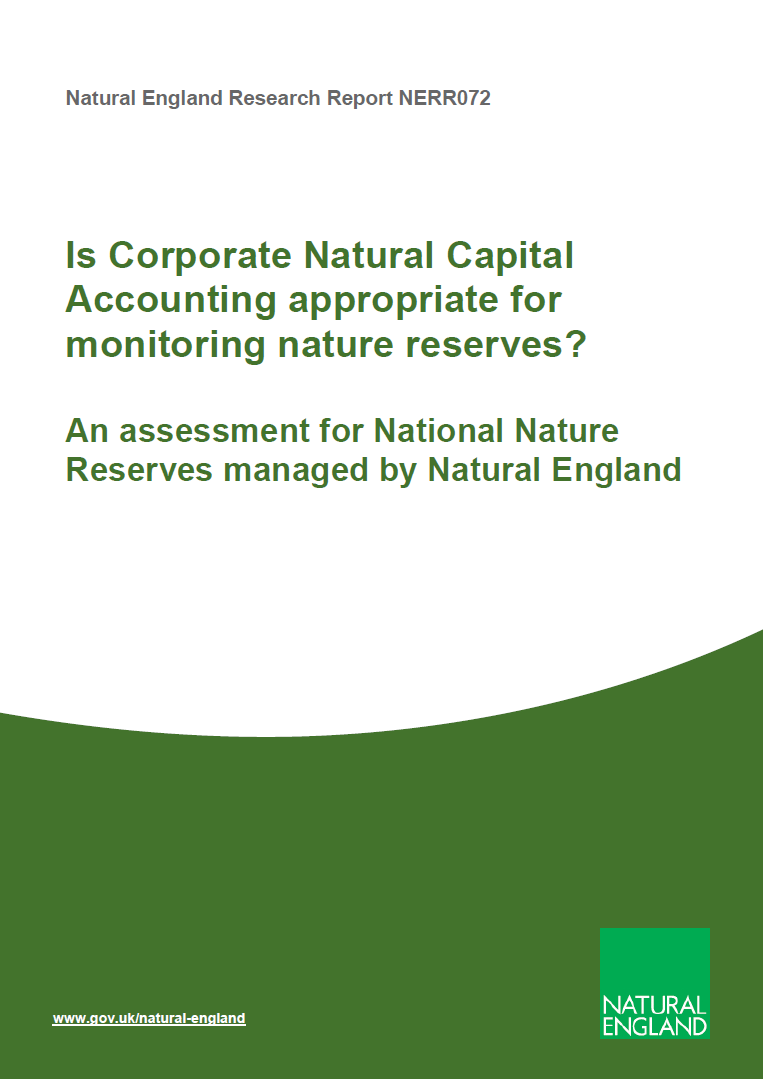 Natural England Research Report NERR072
Is Corporate Natural Capital
Accounting appropriate for
monitoring nature reserves?
An assessment for National Nature
Reserves managed by Natural England
www.gov.uk/natural-england
NATURAL
ENGLAND